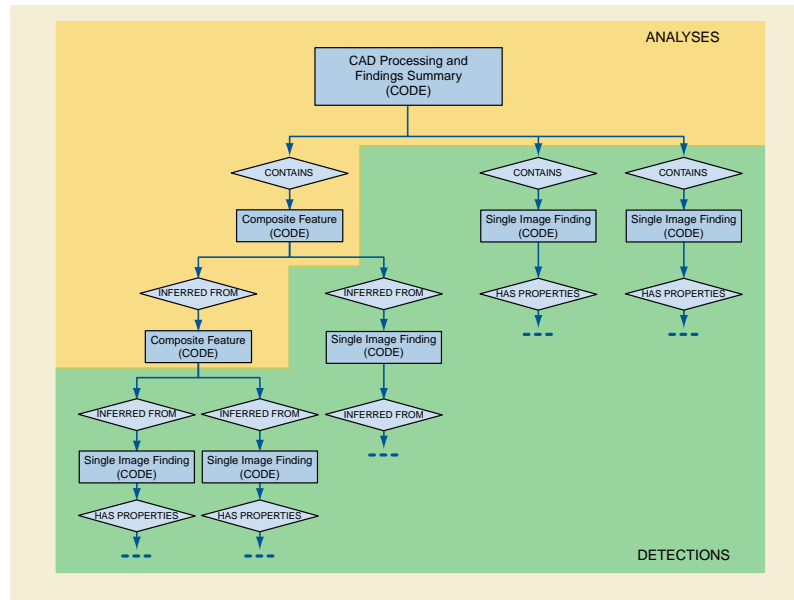 ANALYSES
CAD Processing and
Findings Summary
(CODE)
CONTAINS
CONTAINS
CONTAINS
Composite Feature
(CODE)
Single Image Finding
(CODE)
Single Image Finding
(CODE)
INFERRED FROM
INFERRED FROM
HAS PROPERTIES
HAS PROPERTIES
Composite Feature
(CODE)
Single Image Finding
(CODE)
INFERRED FROM
INFERRED FROM
INFERRED FROM
Single Image Finding
(CODE)
Single Image Finding
(CODE)
HAS PROPERTIES
HAS PROPERTIES
DETECTIONS